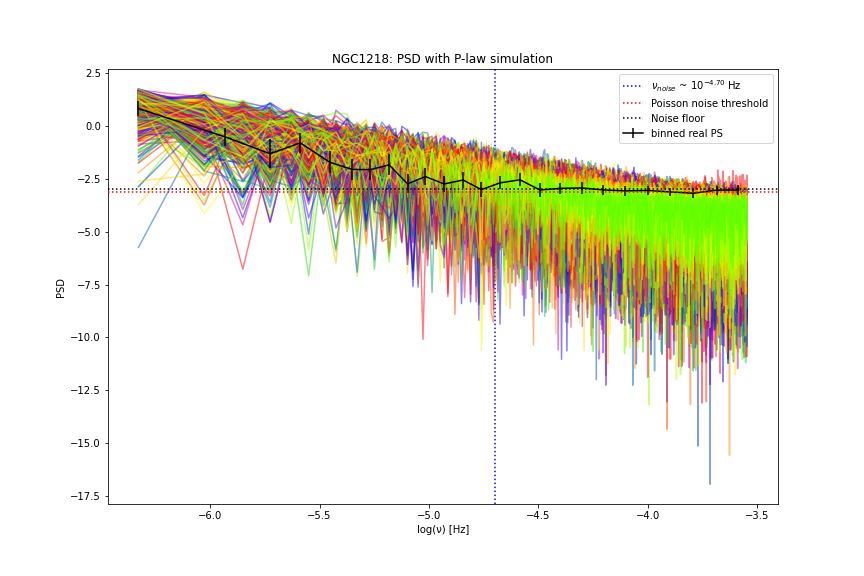 NGC1218: PSD with P-law simulation
2.5
0.0
−2.5
−5.0
−7.5
−10.0
−12.5
−15.0
−17.5
PSD
ν_noise ~ 10^−4.70 Hz
Poisson noise threshold
Noise floor
binned real PS
−6.0 −5.5 −5.0 −4.5 −4.0 −3.5
log(ν) [Hz]